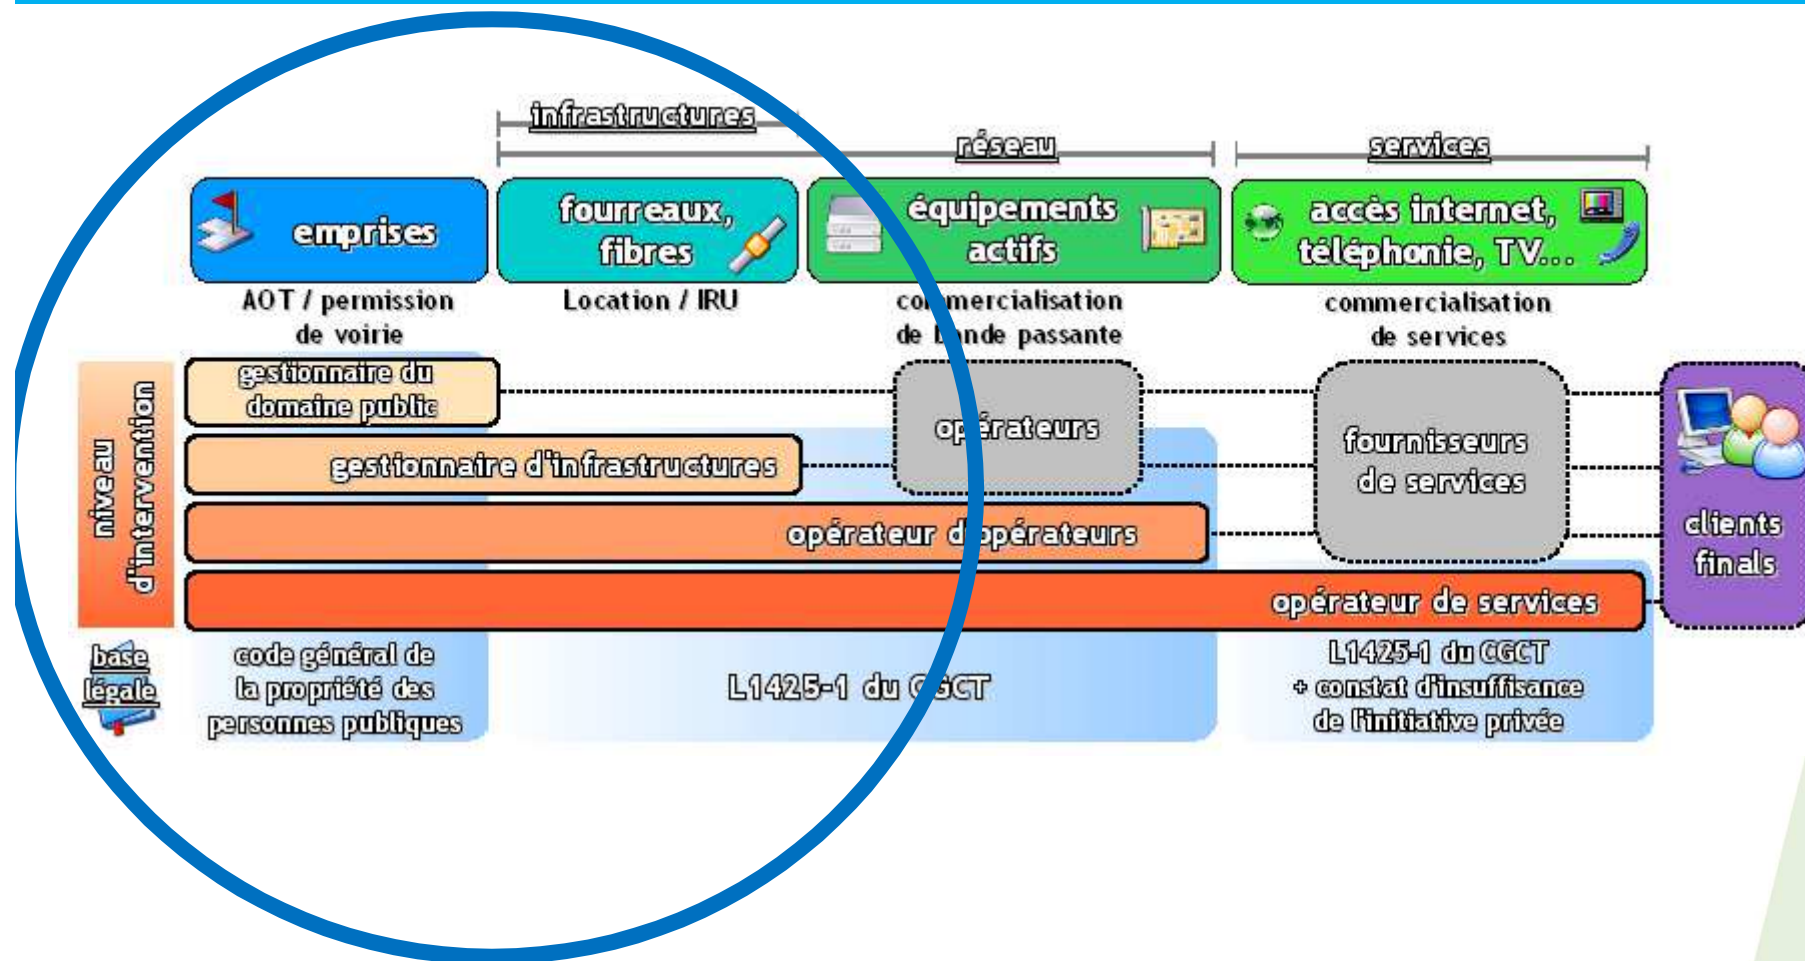 infrastructures
réseau
services
emprises
fourreaux,
fibres
équipements
actifs
accès internet,
téléphonie, TV...
AOT / permission
de voirie
Location / IRU
commercialisation
de bande passante
commercialisation
de services
niveau
d'intervention
gestionnaire du
domaine public
gestionnaire d'infrastructures
opérateur d'opérateurs
opérateur de services
opérateurs
fournisseurs
de services
clients
finals
base
légale
code général de
la propriété des
personnes publiques
L1425-1 du CGCT
L1425-1 du CGCT
+ constat d'insuffisance
de l'initiative privée